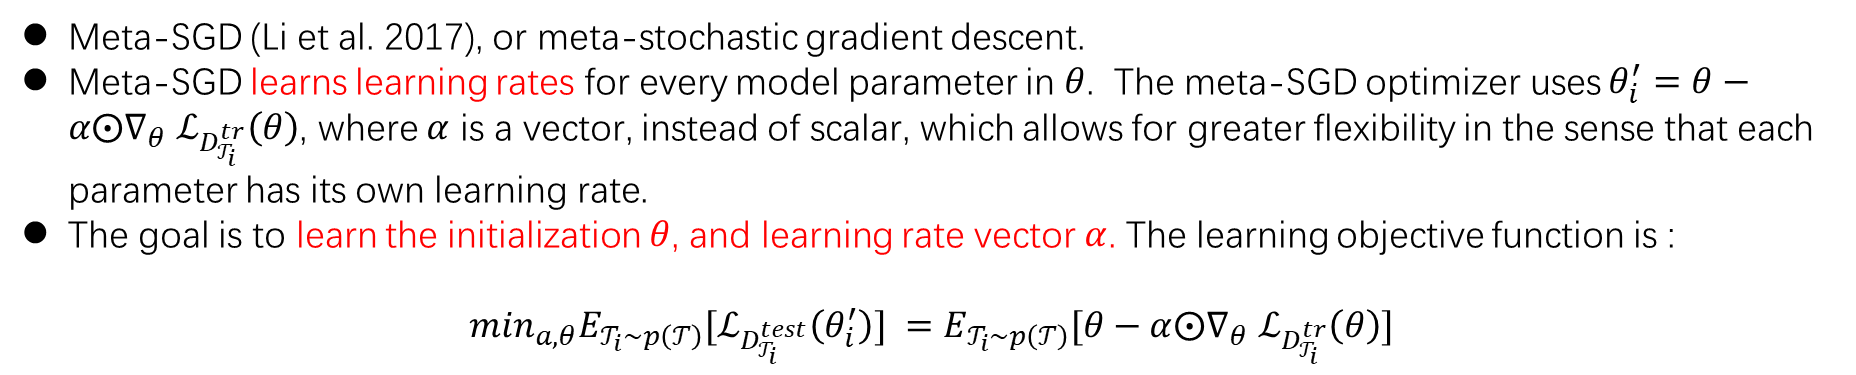 ● Meta-SGD (Li et al. 2017), or meta-stochastic gradient descent.
● Meta-SGD learns learning rates for every model parameter in θ. The meta-SGD optimizer uses θ′ᵢ = θ −
α⊙∇_θ ℒ_{D^{tr}_{𝒯ᵢ}}(θ), where α is a vector, instead of scalar, which allows for greater flexibility in the sense that each
parameter has its own learning rate.
● The goal is to learn the initialization θ, and learning rate vector α. The learning objective function is :
min_{a,θ} E_{𝒯ᵢ~p(𝒯)}[ℒ_{D^{test}_{𝒯ᵢ}}(θ′ᵢ)] = E_{𝒯ᵢ~p(𝒯)}[θ − α⊙∇_θ ℒ_{D^{tr}_{𝒯ᵢ}}(θ)]